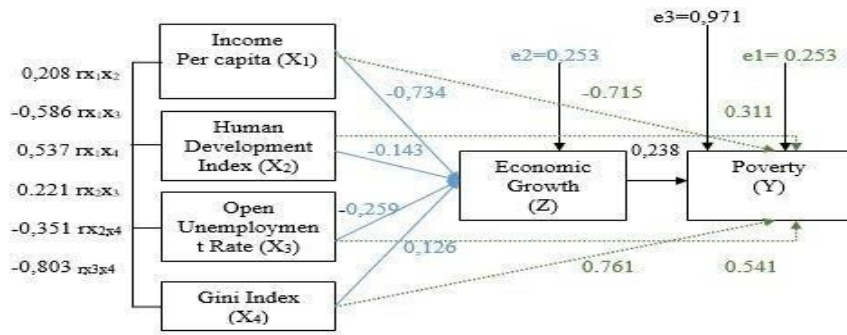 0,208 rx₁x₂
-0,586 rx₁x₃
0,537 rx₁x₄
0.221 rx₂x₃
-0,351 rx₂x4
-0,803 rx3x4
Income
Per capita (X₁)
Human
Development
Index (X₂)
Open
Unemploymen
t Rate (X₃)
Gini Index
(X₄)
-0,734
-0.143
-0,259
0,126
e2=0,253
-0.715
e3=0,971
e1= 0.253
0.311
Economic
Growth
(Z)
0,238
Poverty
(Y)
0.761
0.541